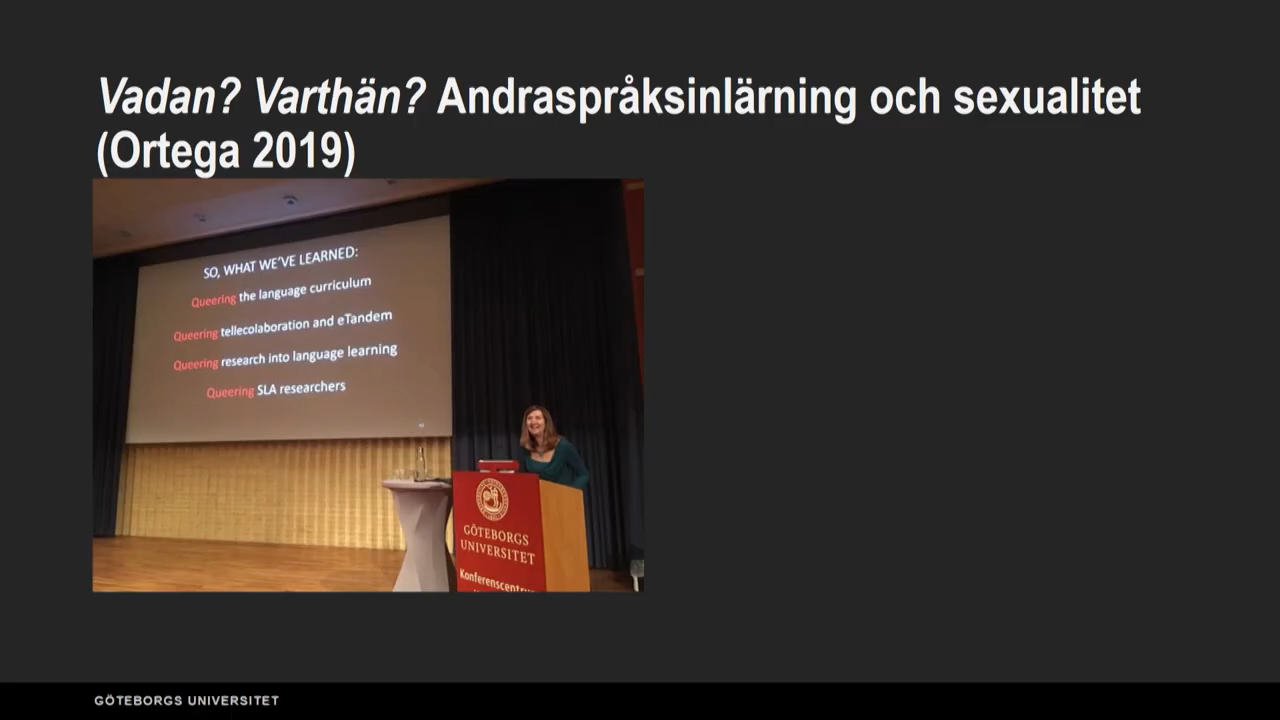 Vadan? Varthän? Andraspråksinlärning och sexualitet
(Ortega 2019)
SO, WHAT WE'VE LEARNED:
Queering the language curriculum
Queering tellecolaboration and eTandem
Queering research into language learning
Queering SLA researchers
GÖTEBORGS
UNIVERSITET
GÖTEBORGS UNIVERSITET